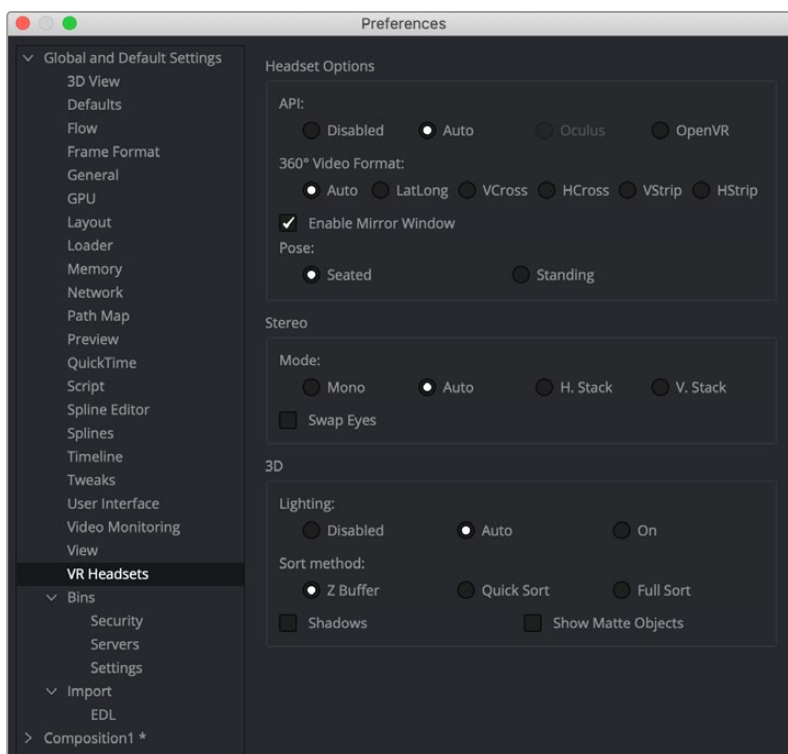 Preferences
Global and Default Settings
3D View
Defaults
Flow
Frame Format
General
GPU
Layout
Loader
Memory
Network
Path Map
Preview
QuickTime
Script
Spline Editor
Splines
Timeline
Tweaks
User Interface
Video Monitoring
View
VR Headsets
Bins
Security
Servers
Settings
Import
EDL
Composition1 *
Headset Options
API:
Disabled Auto Oculus OpenVR
360° Video Format:
Auto LatLong VCross HCross VStrip HStrip
Enable Mirror Window
Pose:
Seated Standing
Stereo
Mode:
Mono Auto H. Stack V. Stack
Swap Eyes
3D
Lighting:
Disabled Auto On
Sort method:
Z Buffer Quick Sort Full Sort
Shadows Show Matte Objects